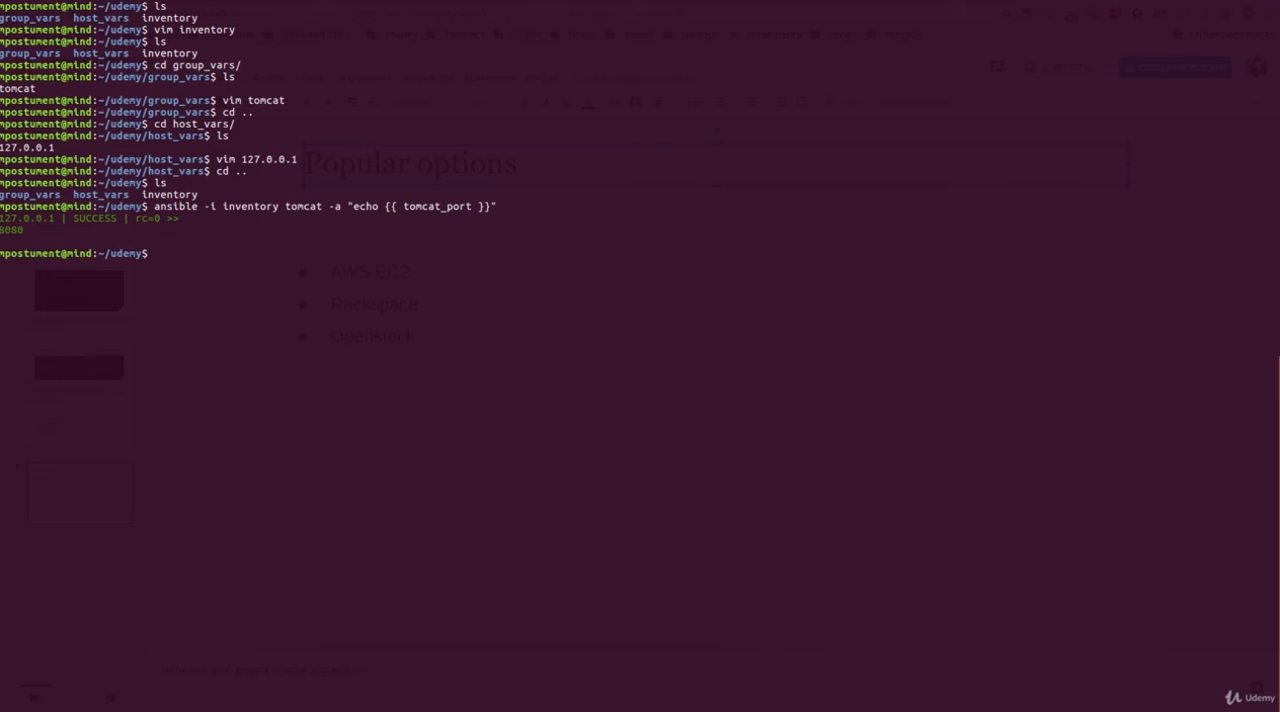 mpostument@mind:~/udemy$ ls
group_vars  host_vars  inventory
mpostument@mind:~/udemy$ vim inventory
mpostument@mind:~/udemy$ ls
group_vars  host_vars  inventory
mpostument@mind:~/udemy$ cd group_vars/
mpostument@mind:~/udemy/group_vars$ ls
tomcat
mpostument@mind:~/udemy/group_vars$ vim tomcat
mpostument@mind:~/udemy/group_vars$ cd ..
mpostument@mind:~/udemy$ cd host_vars/
mpostument@mind:~/udemy/host_vars$ ls
127.0.0.1
mpostument@mind:~/udemy/host_vars$ vim 127.0.0.1
mpostument@mind:~/udemy/host_vars$ cd ..
mpostument@mind:~/udemy$ ls
group_vars  host_vars  inventory
mpostument@mind:~/udemy$ ansible -i inventory tomcat -a "echo {{ tomcat_port }}"
127.0.0.1 | SUCCESS | rc=0 >>
8080
mpostument@mind:~/udemy$
Popular options
● AWS EC2
● Rackspace
● Openstack
Udemy